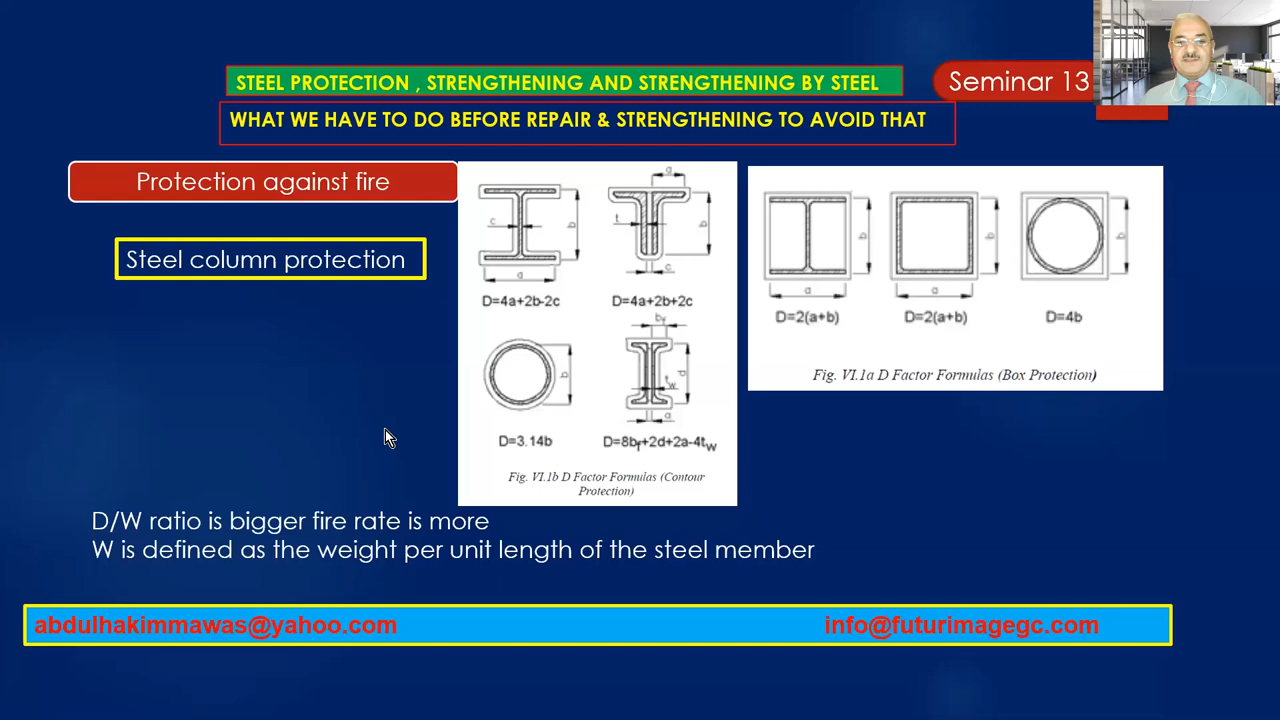 STEEL PROTECTION , STRENGTHENING AND STRENGTHENING BY STEEL
Seminar 13
WHAT WE HAVE TO DO BEFORE REPAIR & STRENGTHENING TO AVOID THAT
Protection against fire
Steel column protection
c
b
a
D=4a+2b-2c
a
t
b
c
D=4a+2b+2c
b
D=3.14b
bf
d
tw
a
D=8bf+2d+2a-4tw
Fig. VI.1b D Factor Formulas (Contour
Protection)
b
a
D=2(a+b)
b
a
D=2(a+b)
b
D=4b
Fig. VI.1a D Factor Formulas (Box Protection)
D/W ratio is bigger fire rate is more
W is defined as the weight per unit length of the steel member
abdulhakimmawas@yahoo.com
info@futurimagegc.com